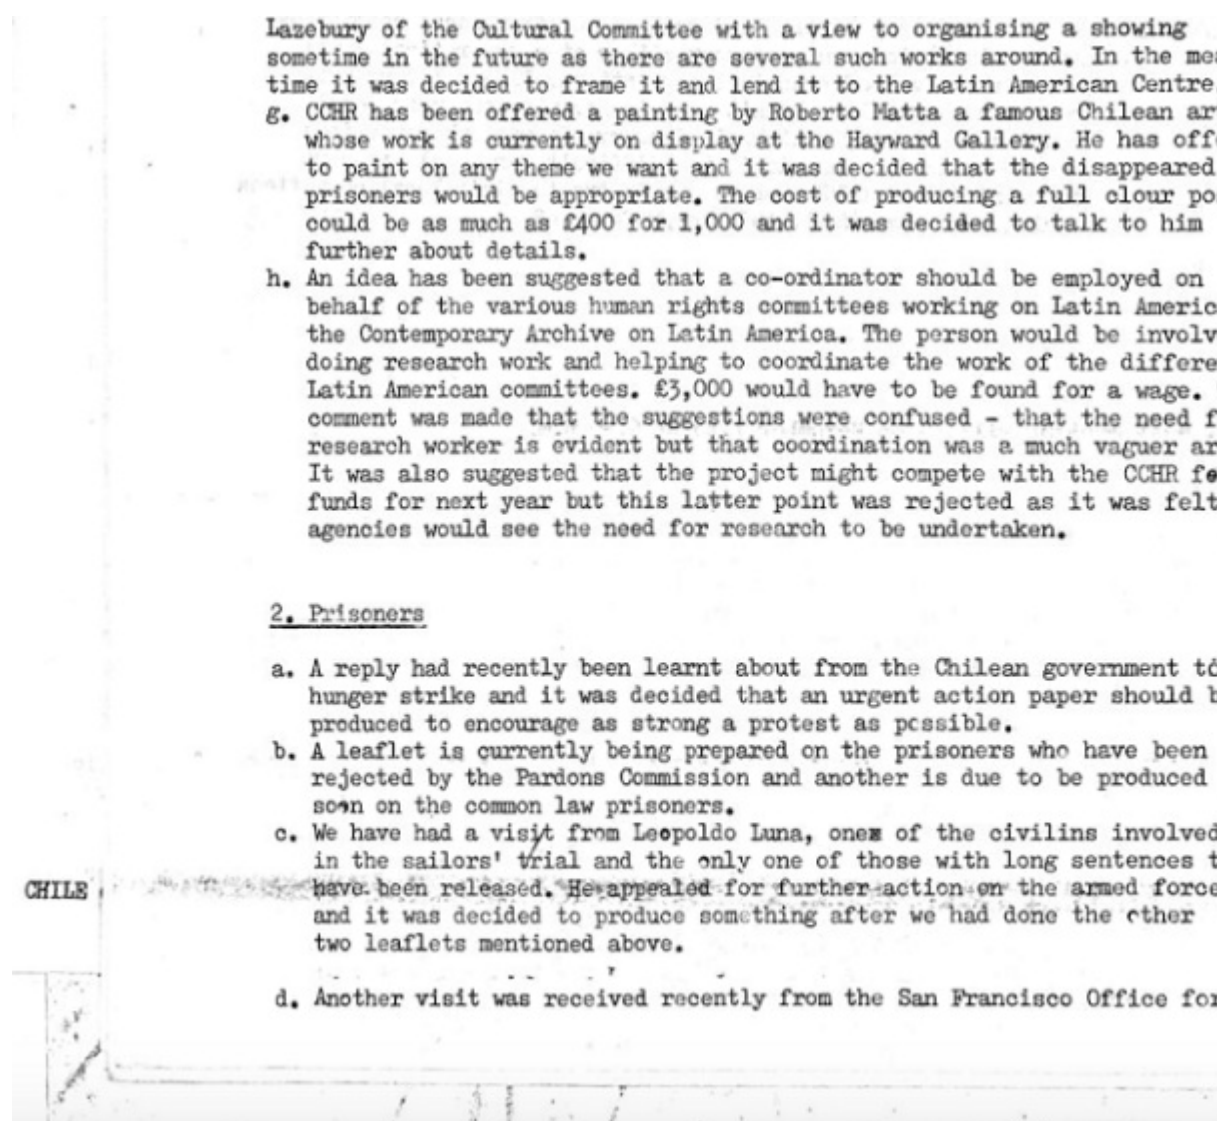 Lazebury of the Cultural Committee with a view to organising a showing
sometime in the future as there are several such works around. In the mea
time it was decided to frame it and lend it to the Latin American Centre
g. CCHR has been offered a painting by Roberto Matta a famous Chilean ar
whose work is currently on display at the Hayward Gallery. He has off
to paint on any theme we want and it was decided that the disappeared
prisoners would be appropriate. The cost of producing a full clour po
could be as much as £400 for 1,000 and it was decided to talk to him
further about details.
h. An idea has been suggested that a co-ordinator should be employed on
behalf of the various human rights committees working on Latin Americ
the Contemporary Archive on Latin America. The person would be involv
doing research work and helping to coordinate the work of the differe
Latin American committees. £3,000 would have to be found for a wage.
comment was made that the suggestions were confused - that the need f
research worker is evident but that coordination was a much vaguer ar
It was also suggested that the project might compete with the CCHR fo
funds for next year but this latter point was rejected as it was felt
agencies would see the need for research to be undertaken.
2. Prisoners
a. A reply had recently been learnt about from the Chilean government to
hunger strike and it was decided that an urgent action paper should b
produced to encourage as strong a protest as possible.
b. A leaflet is currently being prepared on the prisoners who have been
rejected by the Pardons Commission and another is due to be produced
soon on the common law prisoners.
c. We have had a visit from Leopoldo Luna, onex of the civilins involved
in the sailors' trial and the only one of those with long sentences t
CHILE have been released. He appealed for further action on the armed force
and it was decided to produce something after we had done the other
two leaflets mentioned above.
d. Another visit was received recently from the San Francisco Office for